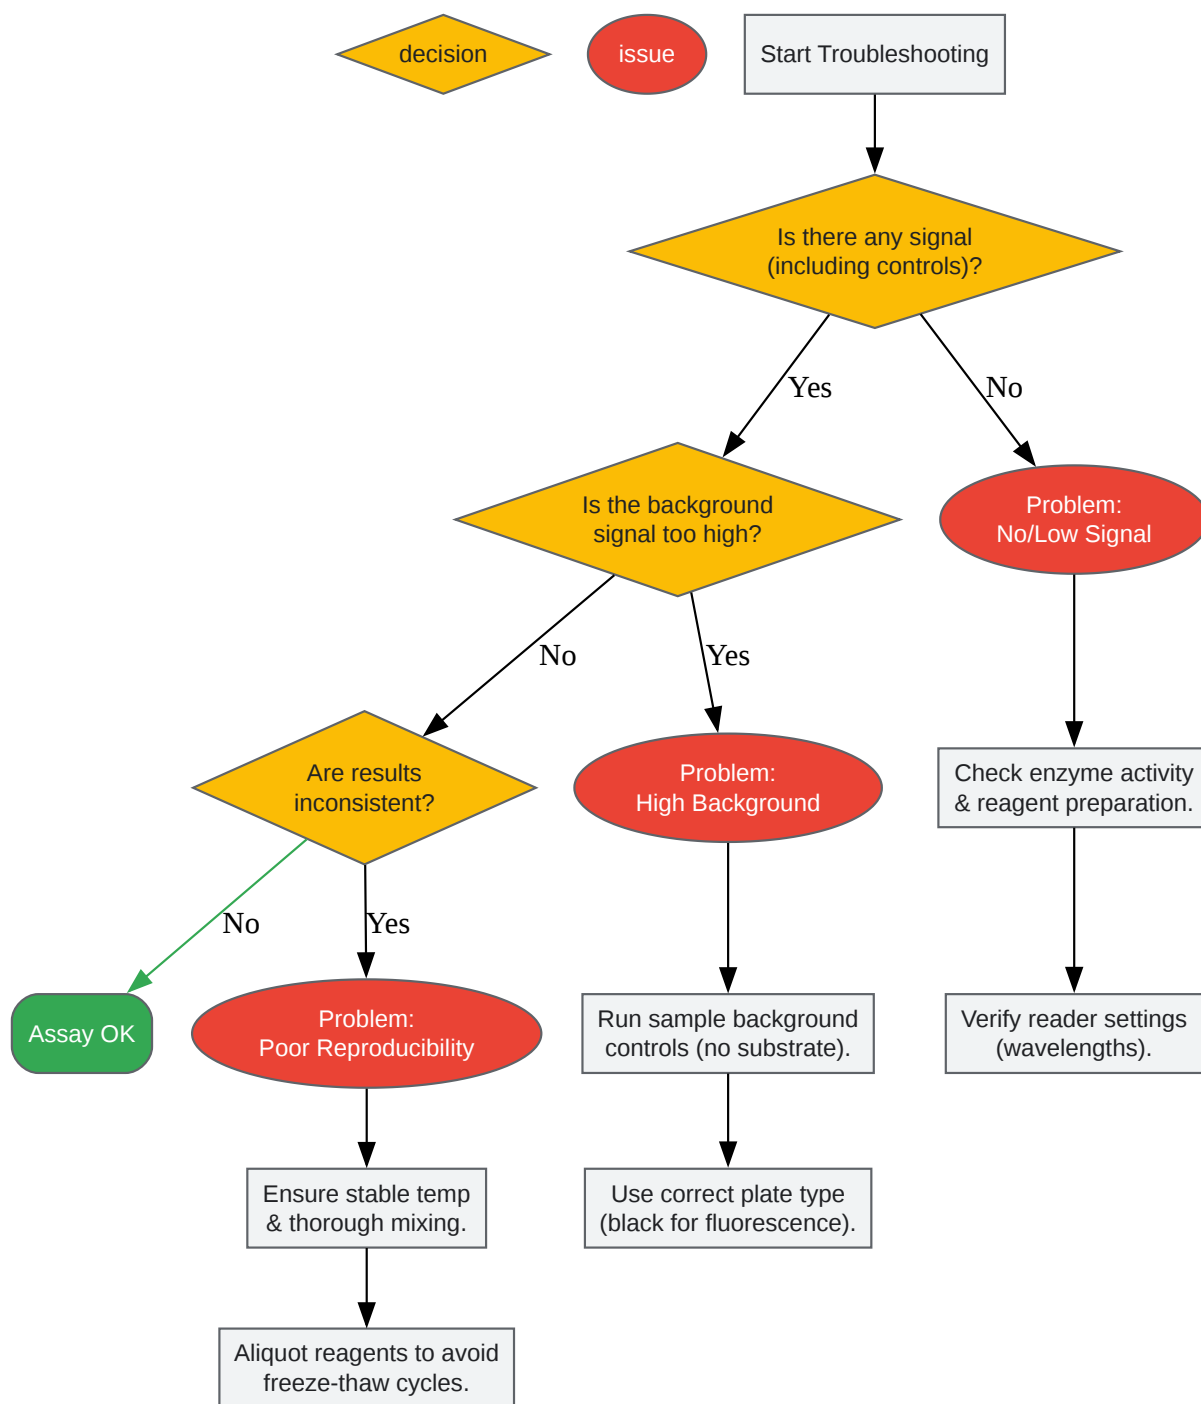 decision
issue
Start Troubleshooting
Is there any signal
(including controls)?
Yes
No
Is the background
signal too high?
Problem:
No/Low Signal
No
Yes
Are results
inconsistent?
Problem:
High Background
Check enzyme activity
& reagent preparation.
No
Yes
Assay OK
Problem:
Poor Reproducibility
Run sample background
controls (no substrate).
Verify reader settings
(wavelengths).
Ensure stable temp
& thorough mixing.
Use correct plate type
(black for fluorescence).
Aliquot reagents to avoid
freeze-thaw cycles.